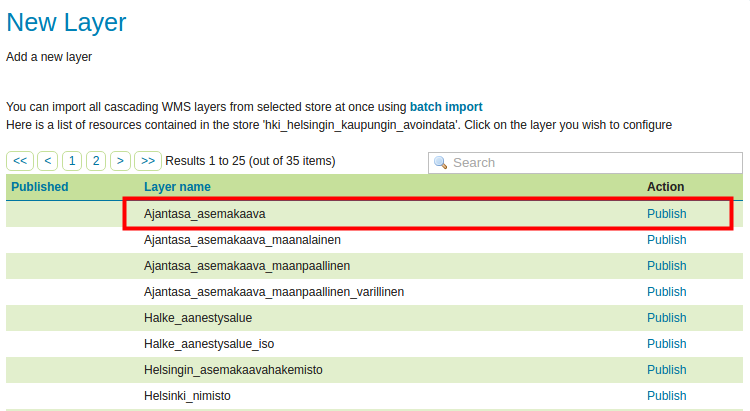 New Layer
Add a new layer
You can import all cascading WMS layers from selected store at once using batch import
Here is a list of resources contained in the store 'hki_helsingin_kaupungin_avoindata'. Click on the layer you wish to configure
<< < 1 2 > >> Results 1 to 25 (out of 35 items) Search
Published Layer name Action
Ajantasa_asemakaava Publish
Ajantasa_asemakaava_maanalainen Publish
Ajantasa_asemakaava_maanpaallinen Publish
Ajantasa_asemakaava_maanpaallinen_varillinen Publish
Halke_aanestysalue Publish
Halke_aanestysalue_iso Publish
Helsingin_asemakaavahakemisto Publish
Helsinki_nimisto Publish